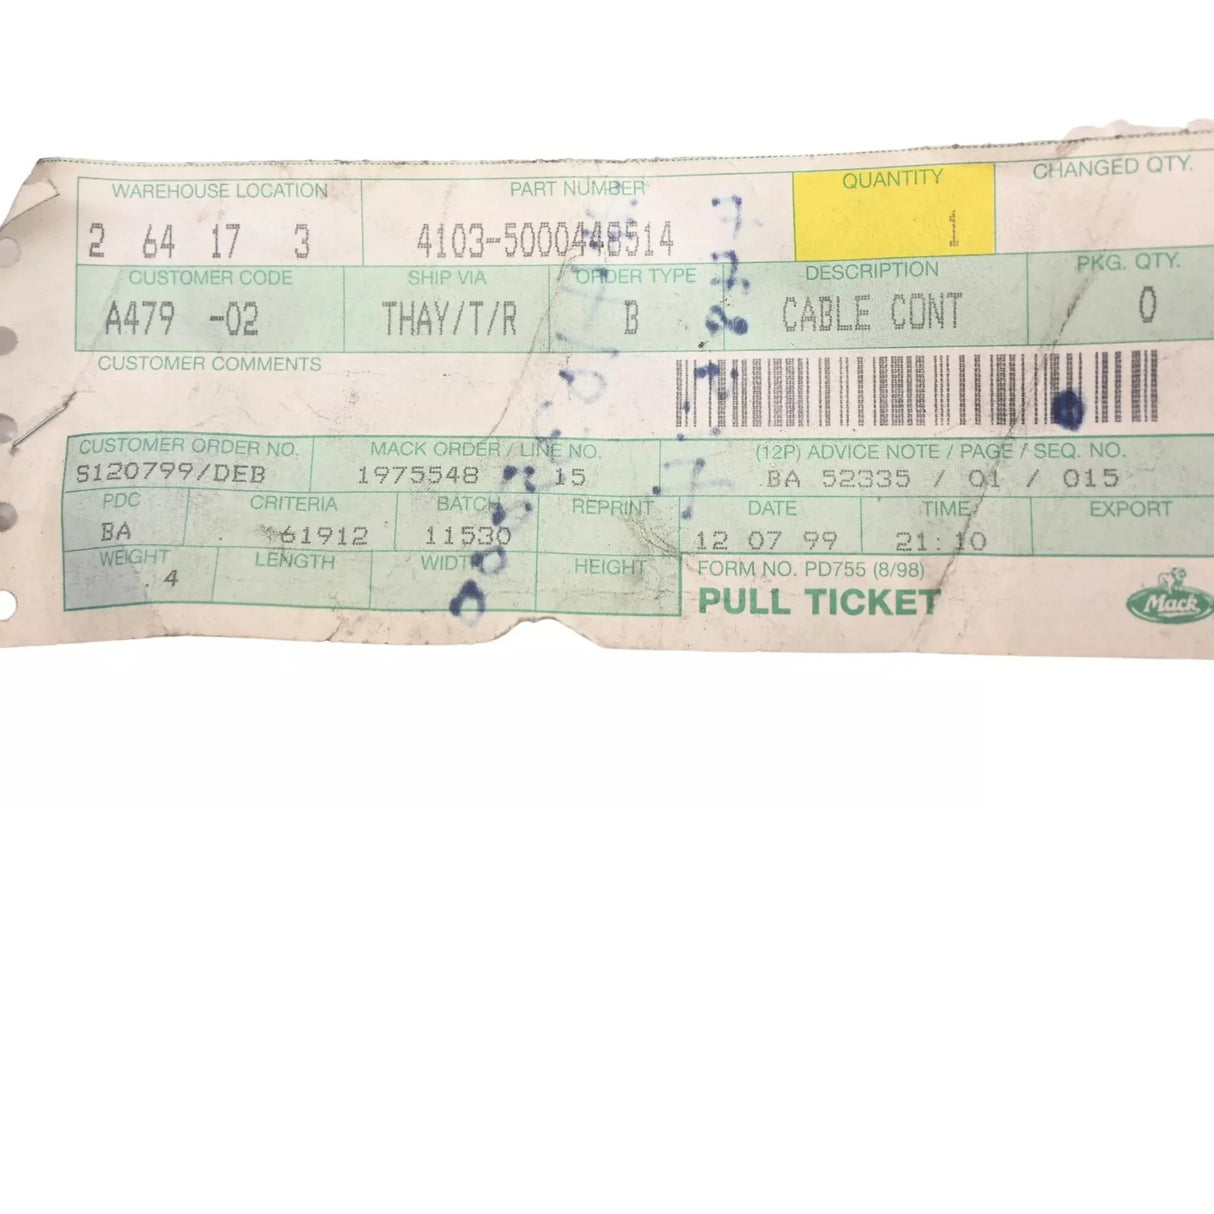 WAREHOUSE LOCATION PART NUMBER QUANTITY CHANGED QTY.
2 64 17 3 4103-5000448514 1
CUSTOMER CODE SHIP VIA ORDER TYPE DESCRIPTION PKG. QTY.
A479 -02 THAY/T/R B CABLE CONT 0
CUSTOMER COMMENTS
CUSTOMER ORDER NO. MACK ORDER / LINE NO. (12P) ADVICE NOTE / PAGE / SEQ. NO.
S120799/DEB 1975548 15 BA 52335 / 01 / 015
PDC CRITERIA BATCH REPRINT DATE TIME EXPORT
BA 61912 11530 12 07 99 21:10
WEIGHT LENGTH WIDTH HEIGHT FORM NO. PD755 (8/98)
.4
PULL TICKET Mack